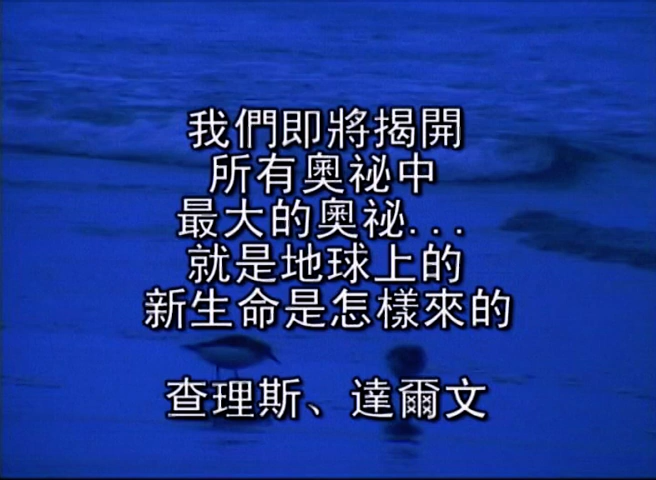 我們即將揭開
所有奧祕中
最大的奧祕...
就是地球上的
新生命是怎樣來的
查理斯、達爾文